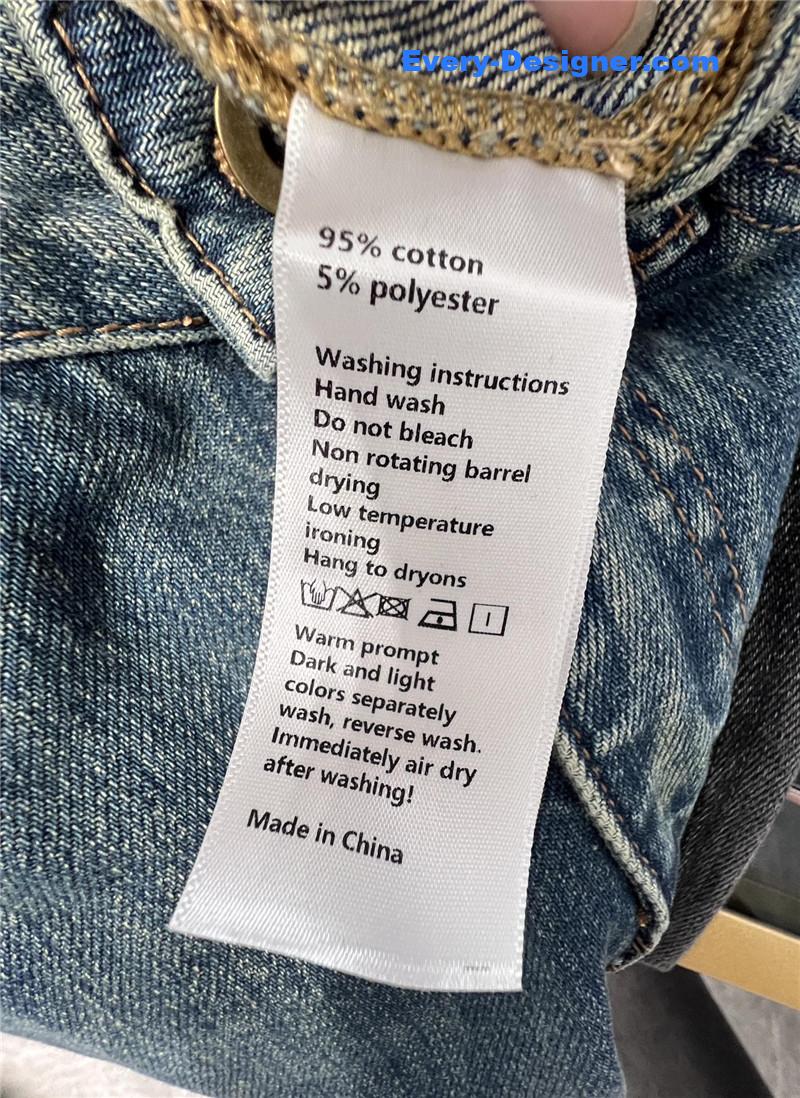 Every-Designer.com
95% cotton
5% polyester
Washing instructions
Hand wash
Do not bleach
Non rotating barrel
drying
Low temperature
ironing
Hang to dryons
Warm prompt
Dark and light
colors separately
wash, reverse wash.
Immediately air dry
after washing!
Made in China